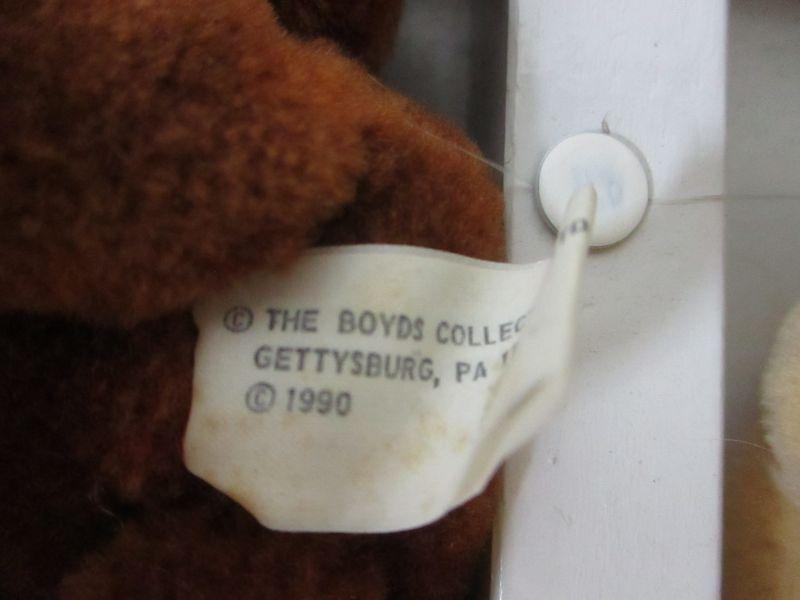 © THE BOYDS COLLEC
GETTYSBURG, PA
© 1990